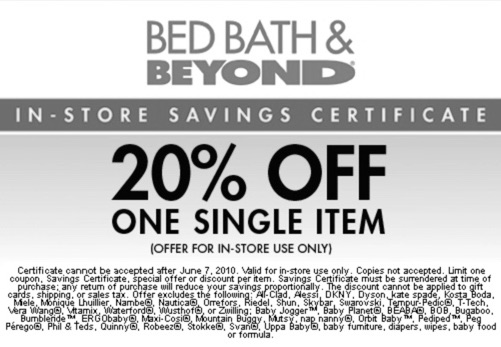 BED BATH &
BEYOND®
IN-STORE SAVINGS CERTIFICATE
20% OFF
ONE SINGLE ITEM
(OFFER FOR IN-STORE USE ONLY)
Certificate cannot be accepted after June 7, 2010. Valid for in-store use only. Copies not accepted. Limit one
coupon, Savings Certificate, special offer or discount per item. Savings Certificate must be surrendered at time of
purchase; any return of purchase will reduce your savings proportionally. The discount cannot be applied to gift
cards, shipping, or sales tax. Offer excludes the following: All-Clad, Alessi, DKNY, Dyson, kate spade, Kosta Boda,
Miele, Monique Lhuillier, Nambe®, Nautica®, Orrefors, Riedel, Shun, Skybar, Swarovski, Tempur-Pedic®, T-Tech,
Vera Wang®, Vitamix, Waterford®, Wusthof®, or Zwilling; Baby Jogger™, Baby Planet®, BEABA®, BOB, Bugaboo,
Bumblende™, ERGObaby®, Maxi-Cosi®, Mountain Buggy, Mutsy, nap nanny®, Orbit Baby™, Pediped™, Peg
Pérego®, Phil & Teds, Quinny®, Robeez®, Stokke®, Svan®, Uppa Baby®, baby furniture, diapers, wipes, baby food
or formula.